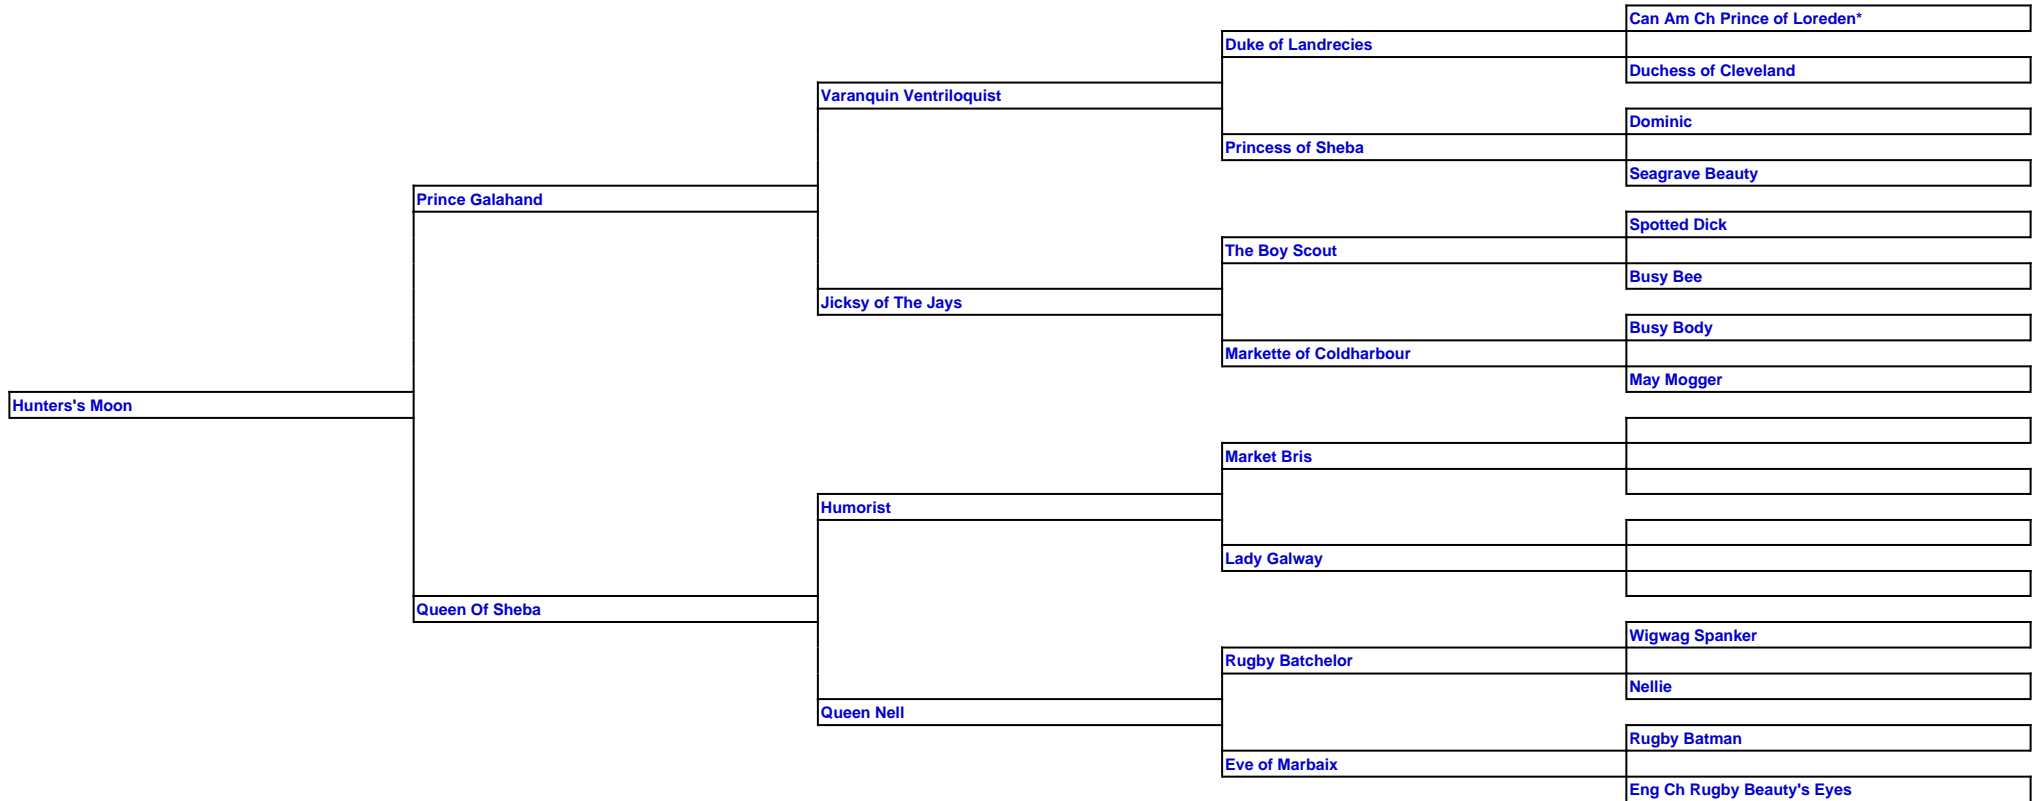 Can Am Ch Prince of Loreden*
Duke of Landrecies
Duchess of Cleveland
Varanquin Ventriloquist
Dominic
Princess of Sheba
Seagrave Beauty
Prince Galahand
Spotted Dick
The Boy Scout
Busy Bee
Jicksy of The Jays
Busy Body
Markette of Coldharbour
May Mogger
Hunters's Moon
Market Bris
Humorist
Lady Galway
Queen Of Sheba
Wigwag Spanker
Rugby Batchelor
Nellie
Queen Nell
Rugby Batman
Eve of Marbaix
Eng Ch Rugby Beauty's Eyes